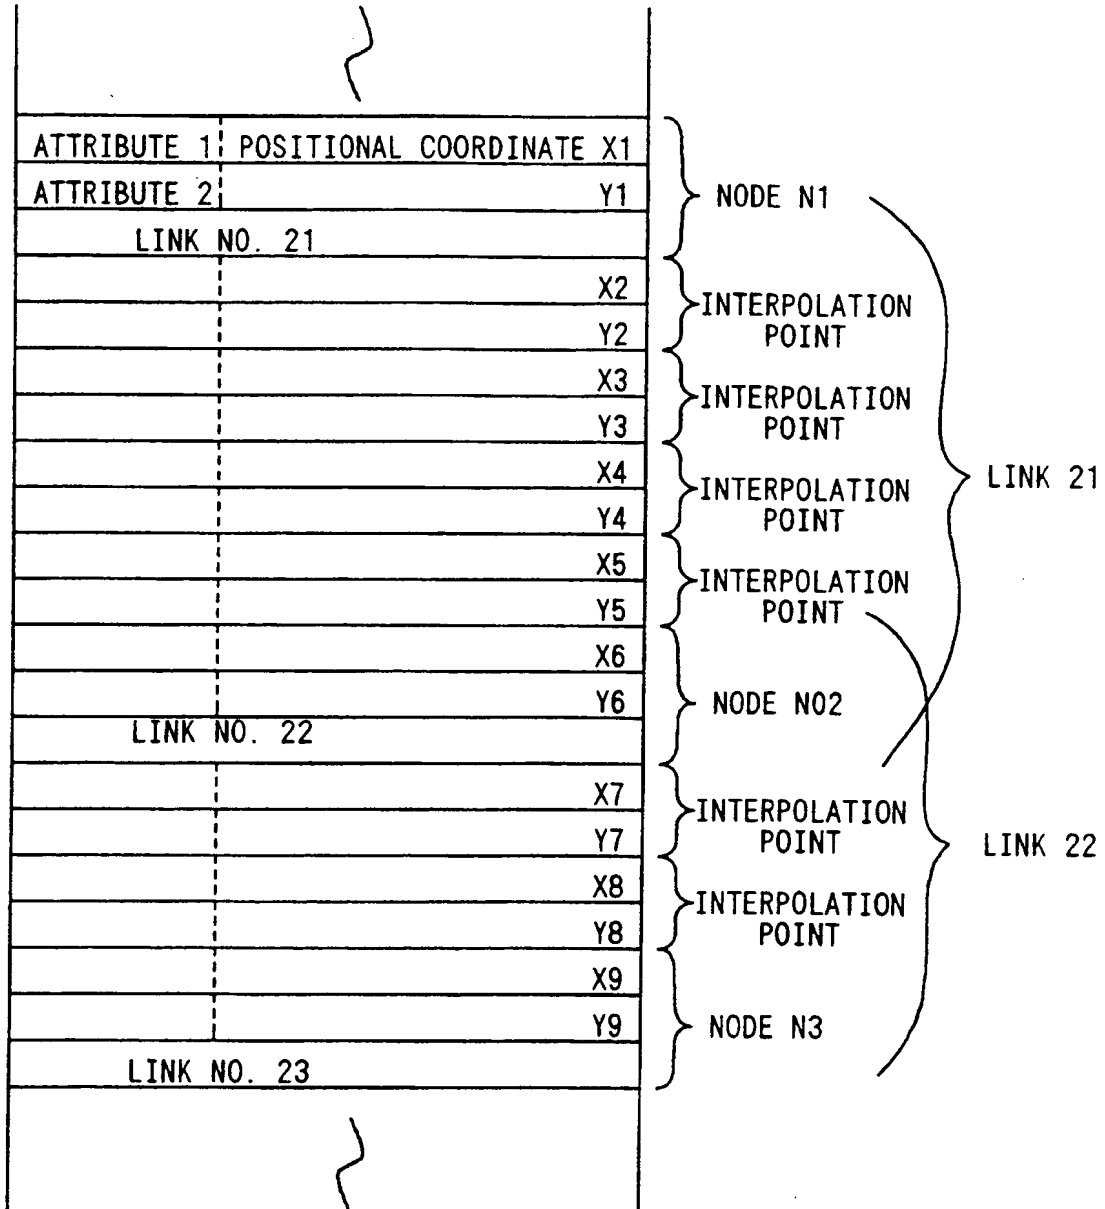 ATTRIBUTE 1 POSITIONAL COORDINATE X1
ATTRIBUTE 2 Y1
NODE N1
LINK NO. 21
X2
INTERPOLATION
POINT
Y2
X3
INTERPOLATION
POINT
Y3
X4
INTERPOLATION
POINT
LINK 21
Y4
X5
INTERPOLATION
POINT
Y5
X6
Y6
NODE N02
LINK NO. 22
X7
INTERPOLATION
POINT
Y7
LINK 22
X8
INTERPOLATION
POINT
Y8
X9
Y9
NODE N3
LINK NO. 23